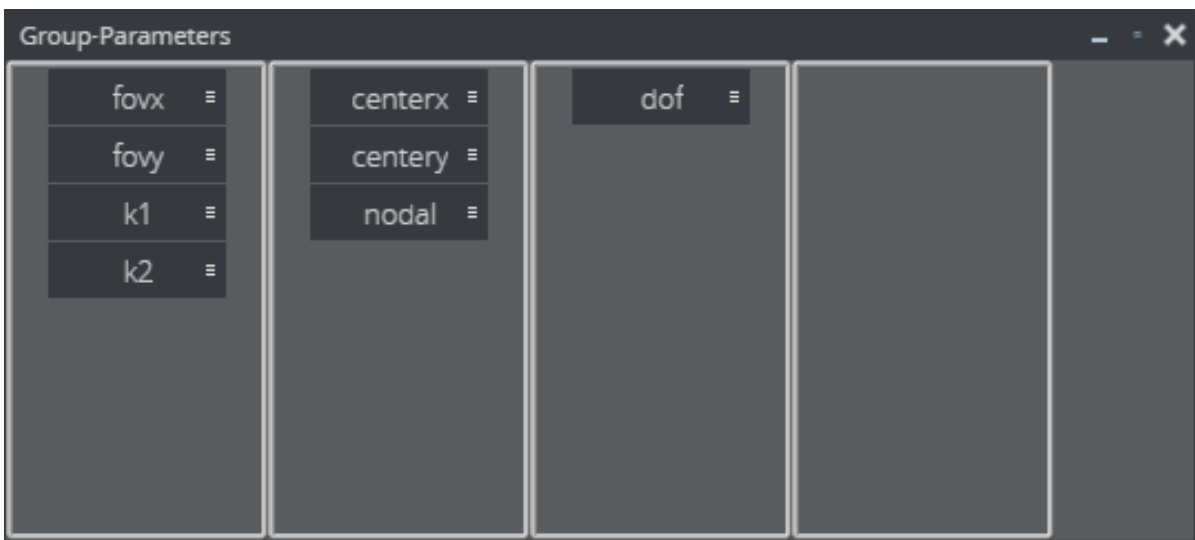 Group-Parameters
fovx
fovy
k1
k2
centerx
centery
nodal
dof